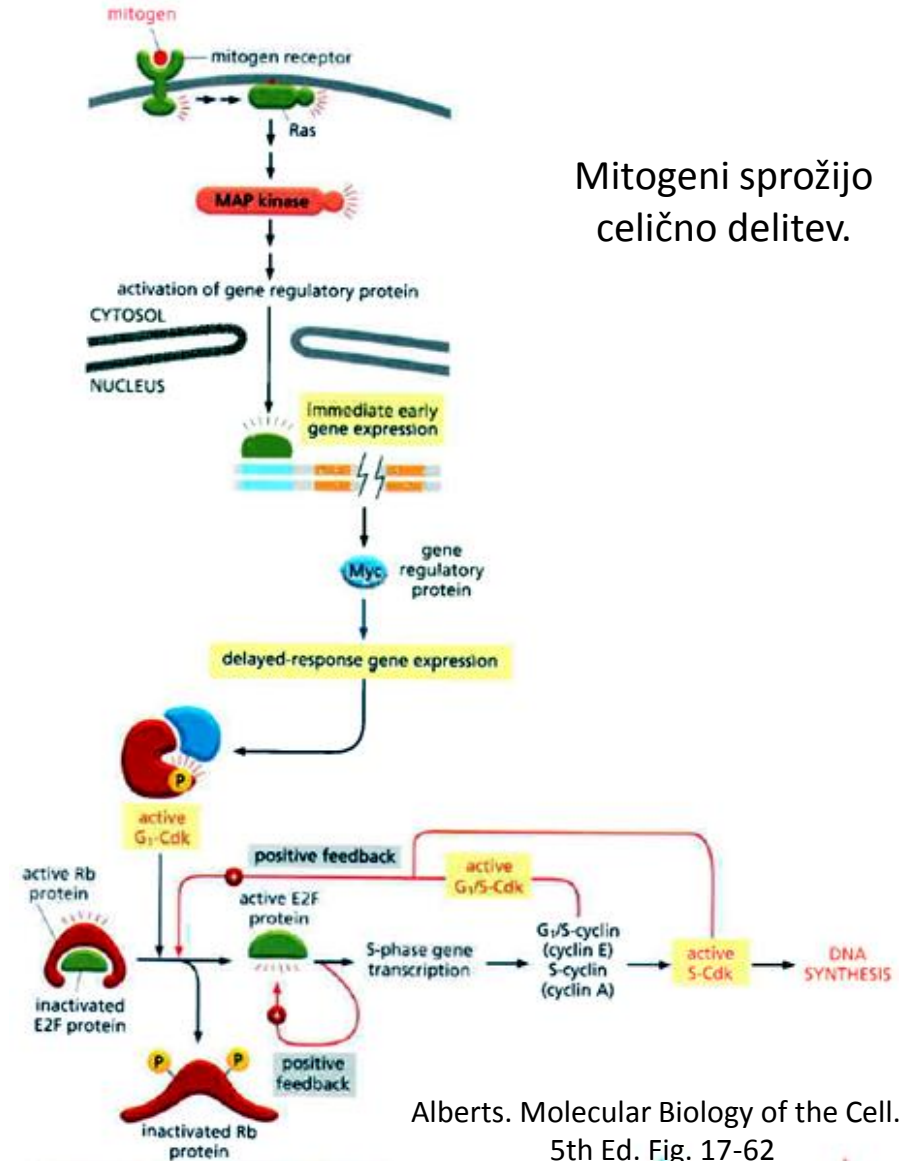 mitogen
mitogen receptor
Ras
Mitogeni sprožijo
celično delitev.
MAP kinase
activation of gene regulatory protein
CYTOSOL
NUCLEUS
immediate early
gene expression
Myc
gene
regulatory
protein
delayed-response gene expression
P
active
G₁-Cdk
positive feedback
active
G₁/S-Cdk
active Rb
protein
active E2F
protein
+
S-phase gene
transcription
G₁/S-cyclin
(cyclin E)
S-cyclin
(cyclin A)
active
S-Cdk
DNA
SYNTHESIS
inactivated
E2F protein
+
positive
feedback
P
P
inactivated Rb
protein
Alberts. Molecular Biology of the Cell.
5th Ed. Fig. 17-62